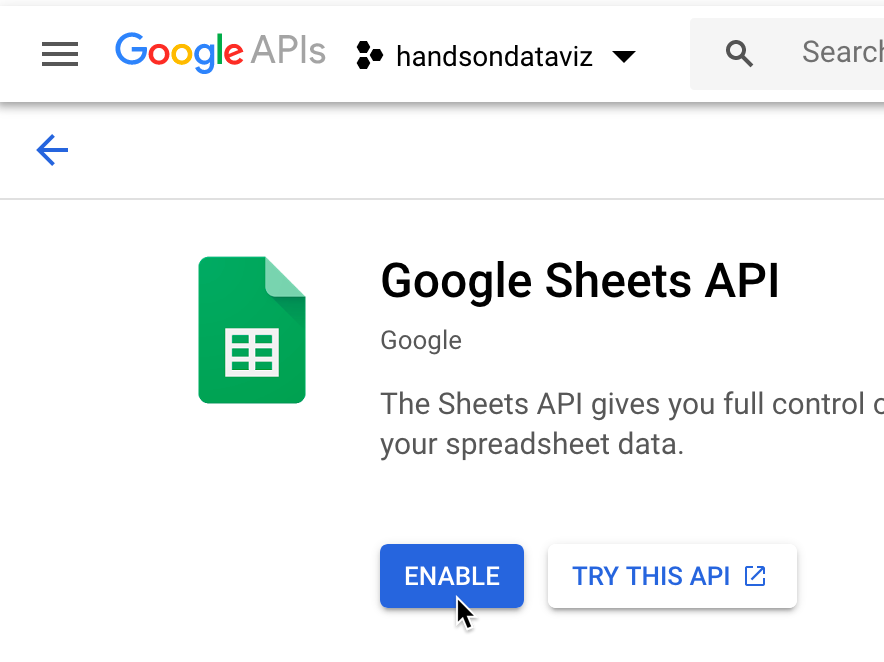 Google APIs handsondataviz Search
Google Sheets API
Google
The Sheets API gives you full control
your spreadsheet data.
ENABLE TRY THIS API